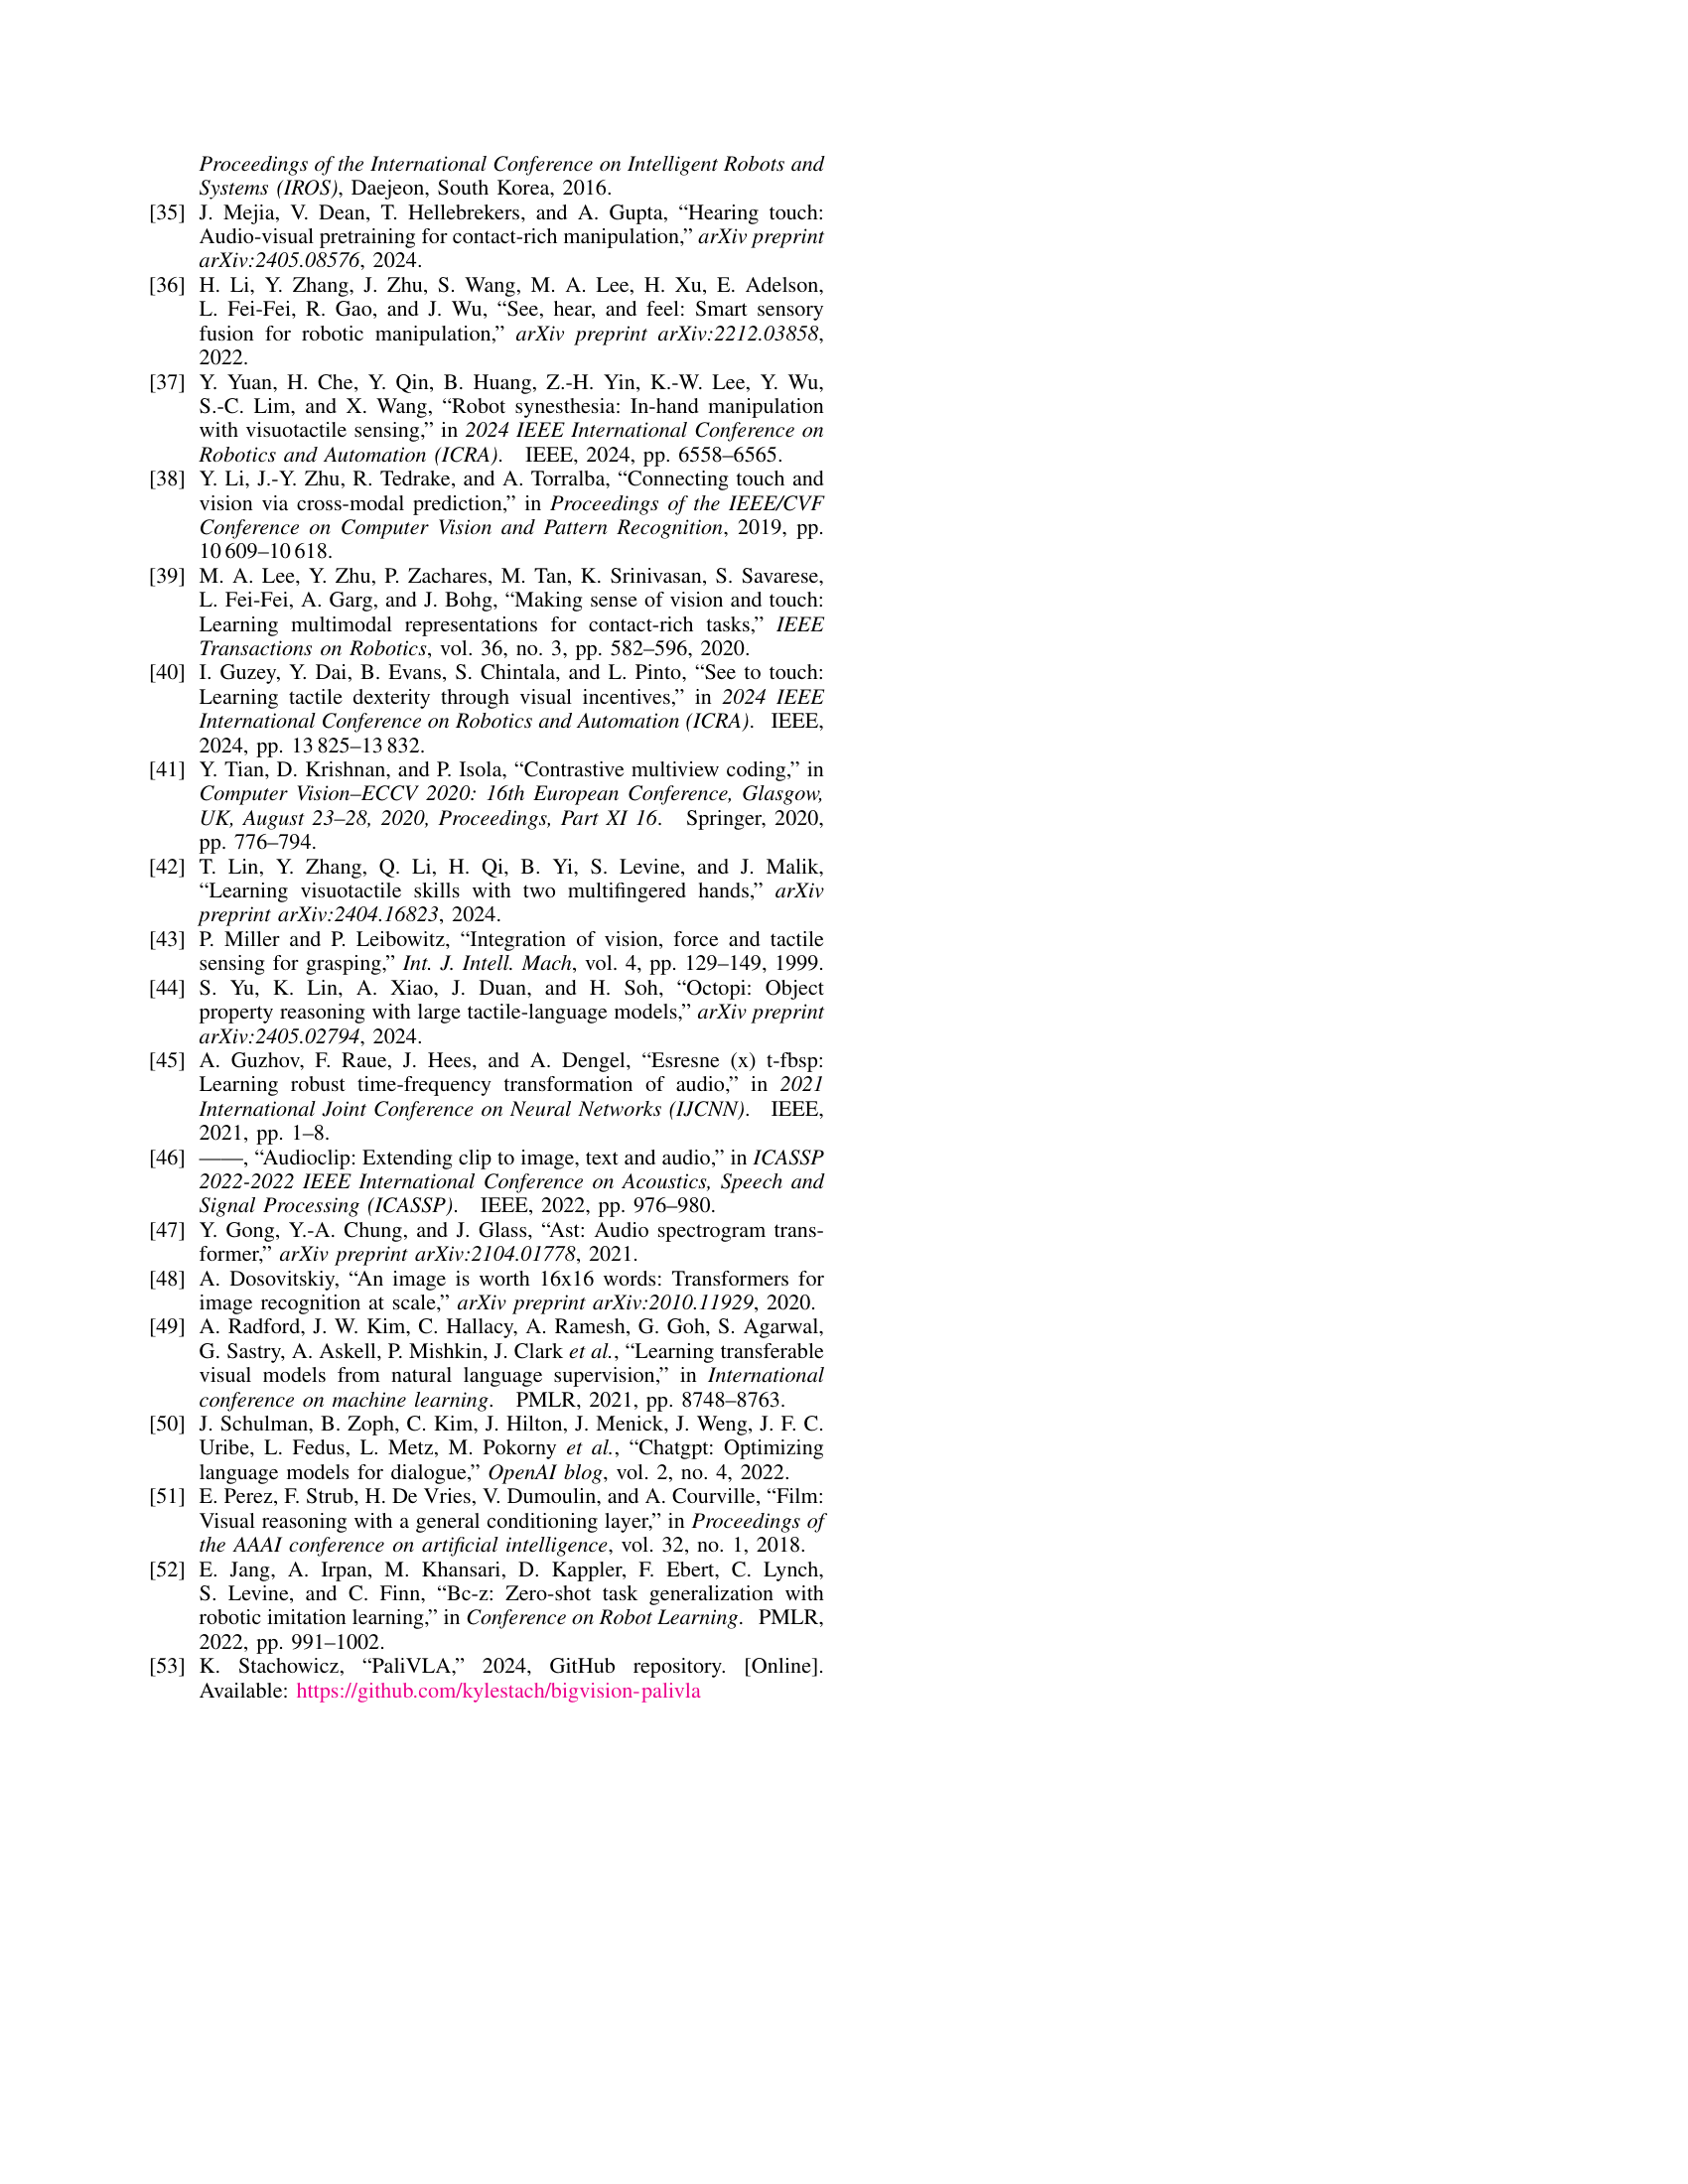 Proceedings of the International Conference on Intelligent Robots and
Systems (IROS), Daejeon, South Korea, 2016.
[35] J. Mejia, V. Dean, T. Hellebrekers, and A. Gupta, “Hearing touch:
Audio-visual pretraining for contact-rich manipulation,” arXiv preprint
arXiv:2405.08576, 2024.
[36] H. Li, Y. Zhang, J. Zhu, S. Wang, M. A. Lee, H. Xu, E. Adelson,
L. Fei-Fei, R. Gao, and J. Wu, “See, hear, and feel: Smart sensory
fusion for robotic manipulation,” arXiv preprint arXiv:2212.03858,
2022.
[37] Y. Yuan, H. Che, Y. Qin, B. Huang, Z.-H. Yin, K.-W. Lee, Y. Wu,
S.-C. Lim, and X. Wang, “Robot synesthesia: In-hand manipulation
with visuotactile sensing,” in 2024 IEEE International Conference on
Robotics and Automation (ICRA). IEEE, 2024, pp. 6558–6565.
[38] Y. Li, J.-Y. Zhu, R. Tedrake, and A. Torralba, “Connecting touch and
vision via cross-modal prediction,” in Proceedings of the IEEE/CVF
Conference on Computer Vision and Pattern Recognition, 2019, pp.
10 609–10 618.
[39] M. A. Lee, Y. Zhu, P. Zachares, M. Tan, K. Srinivasan, S. Savarese,
L. Fei-Fei, A. Garg, and J. Bohg, “Making sense of vision and touch:
Learning multimodal representations for contact-rich tasks,” IEEE
Transactions on Robotics, vol. 36, no. 3, pp. 582–596, 2020.
[40] I. Guzey, Y. Dai, B. Evans, S. Chintala, and L. Pinto, “See to touch:
Learning tactile dexterity through visual incentives,” in 2024 IEEE
International Conference on Robotics and Automation (ICRA). IEEE,
2024, pp. 13 825–13 832.
[41] Y. Tian, D. Krishnan, and P. Isola, “Contrastive multiview coding,” in
Computer Vision–ECCV 2020: 16th European Conference, Glasgow,
UK, August 23–28, 2020, Proceedings, Part XI 16. Springer, 2020,
pp. 776–794.
[42] T. Lin, Y. Zhang, Q. Li, H. Qi, B. Yi, S. Levine, and J. Malik,
“Learning visuotactile skills with two multifingered hands,” arXiv
preprint arXiv:2404.16823, 2024.
[43] P. Miller and P. Leibowitz, “Integration of vision, force and tactile
sensing for grasping,” Int. J. Intell. Mach, vol. 4, pp. 129–149, 1999.
[44] S. Yu, K. Lin, A. Xiao, J. Duan, and H. Soh, “Octopi: Object
property reasoning with large tactile-language models,” arXiv preprint
arXiv:2405.02794, 2024.
[45] A. Guzhov, F. Raue, J. Hees, and A. Dengel, “Esresne (x) t-fbsp:
Learning robust time-frequency transformation of audio,” in 2021
International Joint Conference on Neural Networks (IJCNN). IEEE,
2021, pp. 1–8.
[46] ——, “Audioclip: Extending clip to image, text and audio,” in ICASSP
2022-2022 IEEE International Conference on Acoustics, Speech and
Signal Processing (ICASSP). IEEE, 2022, pp. 976–980.
[47] Y. Gong, Y.-A. Chung, and J. Glass, “Ast: Audio spectrogram trans-
former,” arXiv preprint arXiv:2104.01778, 2021.
[48] A. Dosovitskiy, “An image is worth 16x16 words: Transformers for
image recognition at scale,” arXiv preprint arXiv:2010.11929, 2020.
[49] A. Radford, J. W. Kim, C. Hallacy, A. Ramesh, G. Goh, S. Agarwal,
G. Sastry, A. Askell, P. Mishkin, J. Clark et al., “Learning transferable
visual models from natural language supervision,” in International
conference on machine learning. PMLR, 2021, pp. 8748–8763.
[50] J. Schulman, B. Zoph, C. Kim, J. Hilton, J. Menick, J. Weng, J. F. C.
Uribe, L. Fedus, L. Metz, M. Pokorny et al., “Chatgpt: Optimizing
language models for dialogue,” OpenAI blog, vol. 2, no. 4, 2022.
[51] E. Perez, F. Strub, H. De Vries, V. Dumoulin, and A. Courville, “Film:
Visual reasoning with a general conditioning layer,” in Proceedings of
the AAAI conference on artificial intelligence, vol. 32, no. 1, 2018.
[52] E. Jang, A. Irpan, M. Khansari, D. Kappler, F. Ebert, C. Lynch,
S. Levine, and C. Finn, “Bc-z: Zero-shot task generalization with
robotic imitation learning,” in Conference on Robot Learning. PMLR,
2022, pp. 991–1002.
[53] K. Stachowicz, “PaliVLA,” 2024, GitHub repository. [Online].
Available: https://github.com/kylestach/bigvision-palivla